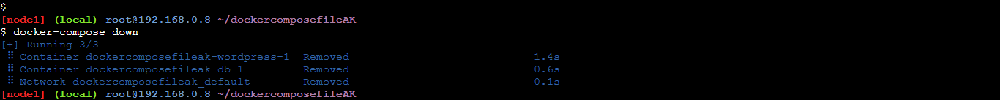 $
[node1] (local) root@192.168.0.8 ~/dockercomposefileAK
$ docker-compose down
[+] Running 3/3
⠿ Container dockercomposefileak-wordpress-1  Removed 1.4s
⠿ Container dockercomposefileak-db-1 Removed 0.6s
⠿ Network dockercomposefileak_default Removed 0.1s
[node1] (local) root@192.168.0.8 ~/dockercomposefileAK